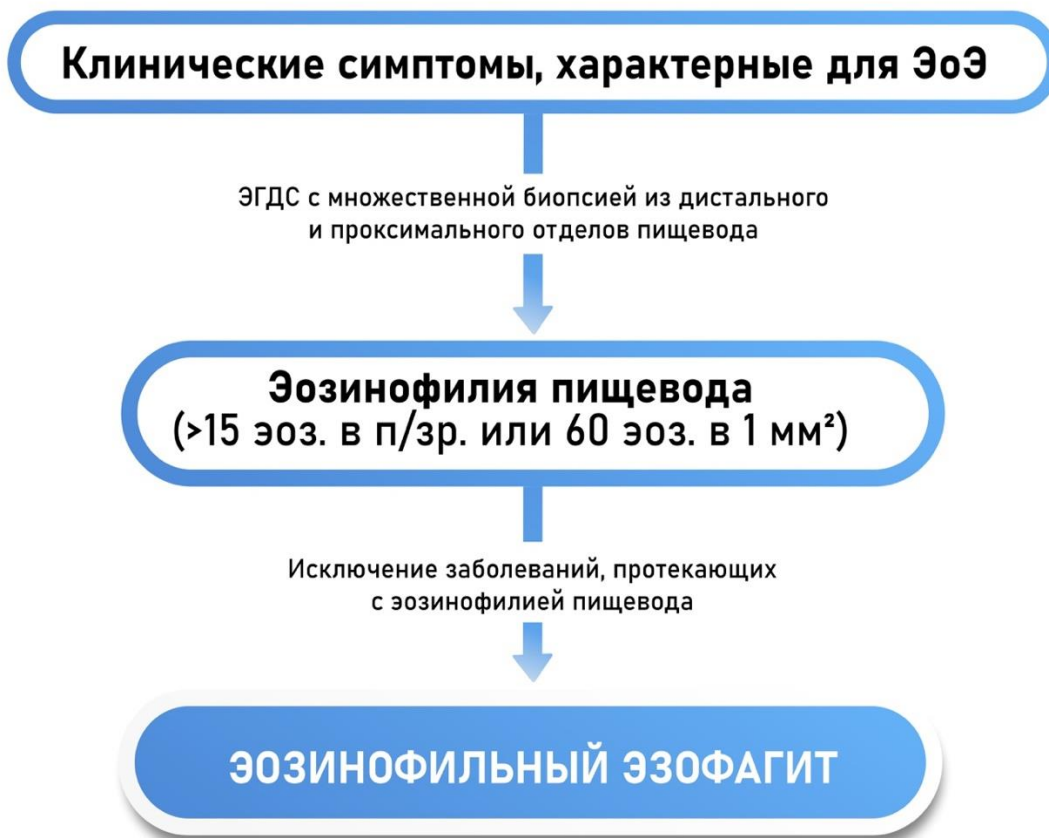 Клинические симптомы, характерные для ЭоЭ
ЭГДС с множественной биопсией из дистального
и проксимального отделов пищевода
Эозинофилия пищевода
(>15 эоз. в п/зр. или 60 эоз. в 1 мм²)
Исключение заболеваний, протекающих
с эозинофилией пищевода
ЭОЗИНОФИЛЬНЫЙ ЭЗОФАГИТ